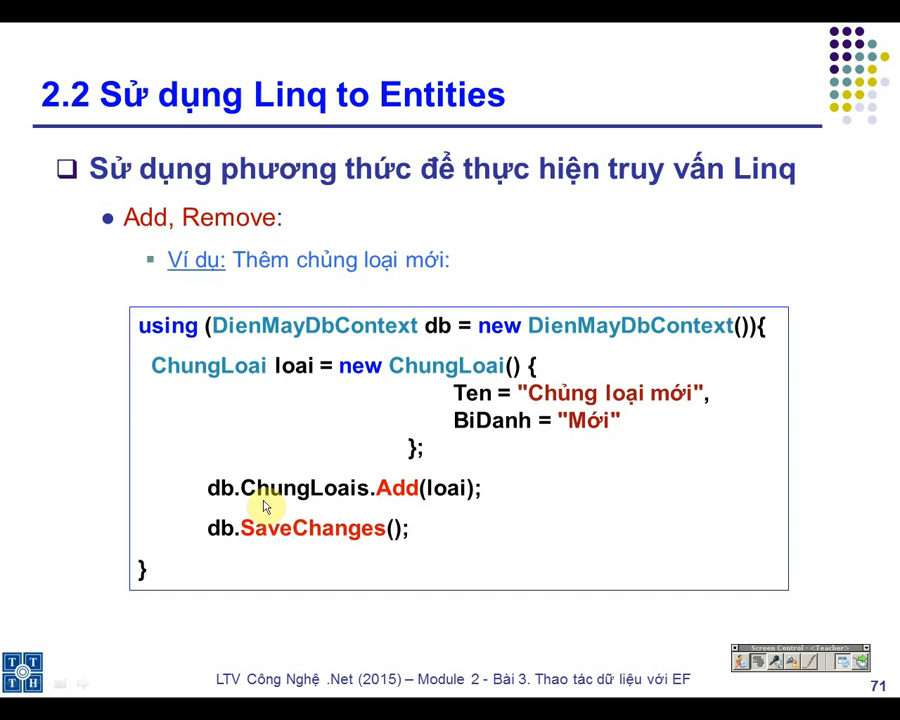 2.2 Sử dụng Linq to Entities
Sử dụng phương thức để thực hiện truy vấn Linq
Add, Remove:
Ví dụ: Thêm chủng loại mới:
using (DienMayDbContext db = new DienMayDbContext()){
ChungLoai loai = new ChungLoai() {
Ten = "Chủng loại mới",
BiDanh = "Mới"
};
db.ChungLoais.Add(loai);
db.SaveChanges();
}
Screen Control - <Teacher>
T T
T H
LTV Công Nghệ .Net (2015) – Module 2 - Bài 3. Thao tác dữ liệu với EF
71